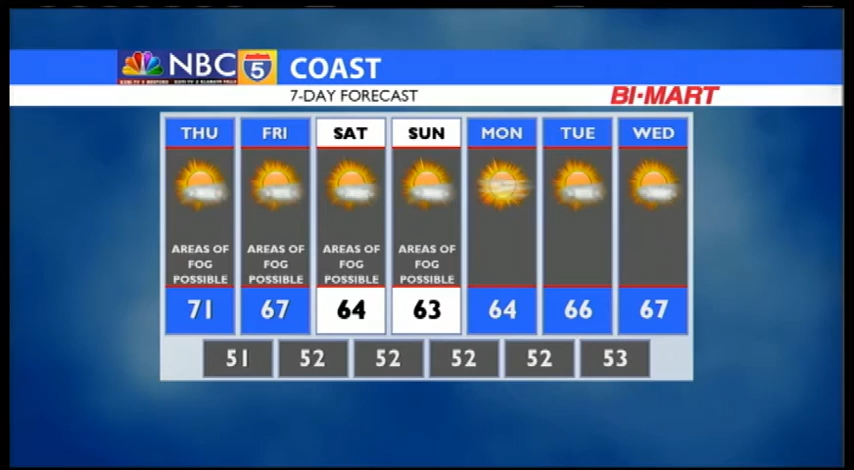 NBC 5 COAST
7-DAY FORECAST BI-MART
THU FRI SAT SUN MON TUE WED
AREAS OF FOG POSSIBLE AREAS OF FOG POSSIBLE AREAS OF FOG POSSIBLE AREAS OF FOG POSSIBLE
71 67 64 63 64 66 67
51 52 52 52 52 53